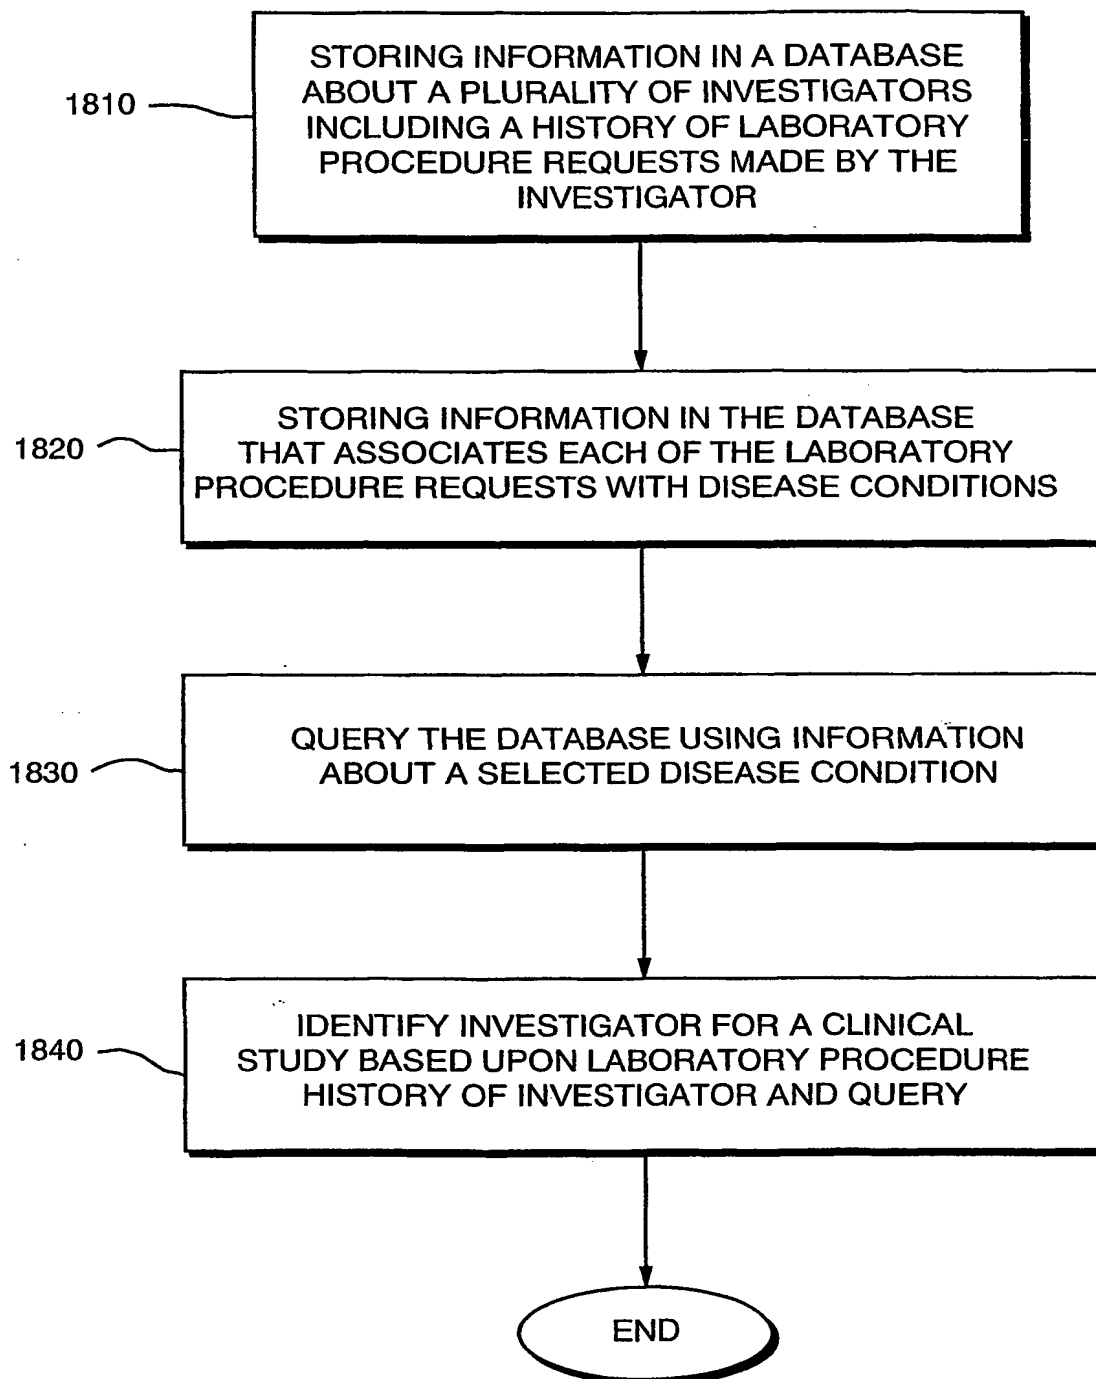 1810
STORING INFORMATION IN A DATABASE
ABOUT A PLURALITY OF INVESTIGATORS
INCLUDING A HISTORY OF LABORATORY
PROCEDURE REQUESTS MADE BY THE
INVESTIGATOR
1820
STORING INFORMATION IN THE DATABASE
THAT ASSOCIATES EACH OF THE LABORATORY
PROCEDURE REQUESTS WITH DISEASE CONDITIONS
1830
QUERY THE DATABASE USING INFORMATION
ABOUT A SELECTED DISEASE CONDITION
1840
IDENTIFY INVESTIGATOR FOR A CLINICAL
STUDY BASED UPON LABORATORY PROCEDURE
HISTORY OF INVESTIGATOR AND QUERY
END